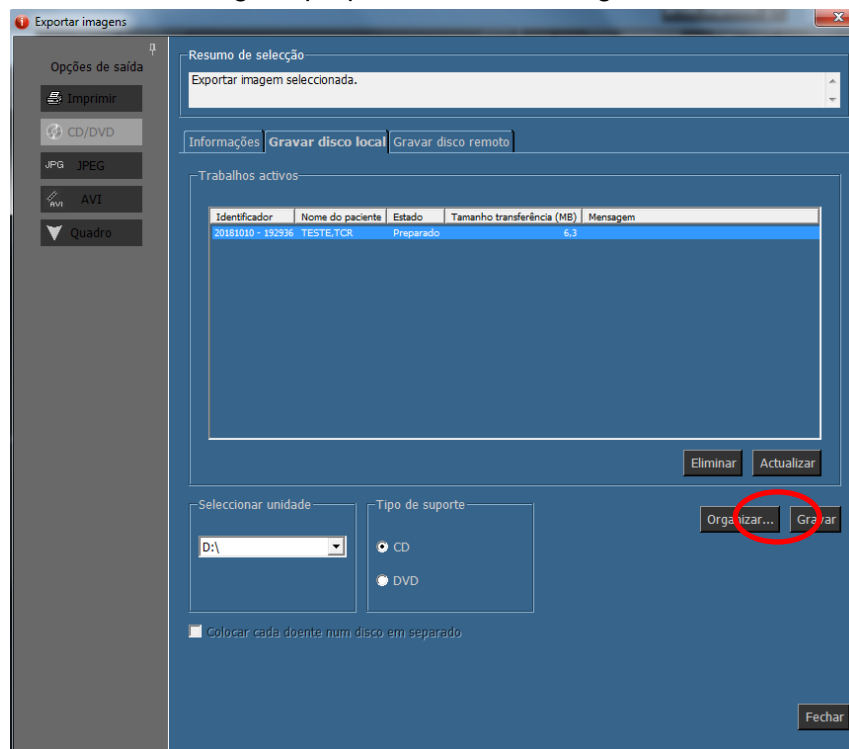 Exportar imagens
Opções de saída
Imprimir
CD/DVD
JPG JPEG
AVI AVI
Quadro
Resumo de selecção
Exportar imagem seleccionada.
Informações Gravar disco local Gravar disco remoto
Trabalhos activos
Identificador Nome do paciente Estado Tamanho transferência (MB) Mensagem
20181010 - 192936 TESTE,TCR Preparado 6,3
Eliminar Actualizar
Seleccionar unidade Tipo de suporte
Organizar... Gravar
D:\ CD
DVD
Colocar cada doente num disco em separado
Fechar